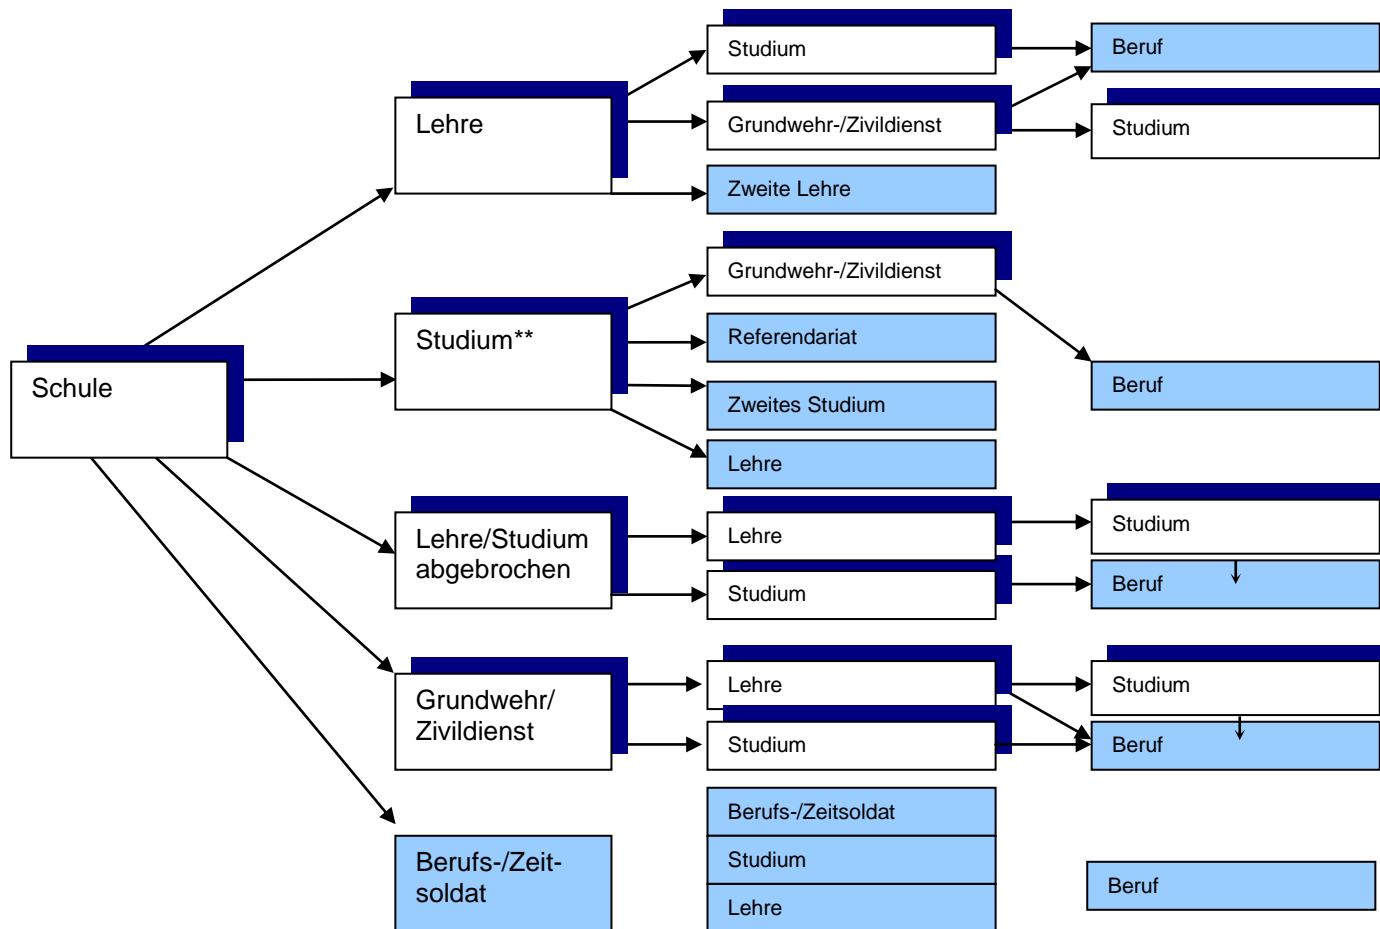 Studium
Beruf
Lehre
Grundwehr-/Zivildienst
Studium
Zweite Lehre
Grundwehr-/Zivildienst
Studium**
Referendariat
Schule
Beruf
Zweites Studium
Lehre
Lehre/Studium
abgebrochen
Lehre
Studium
Studium
Beruf
Grundwehr/
Zivildienst
Lehre
Studium
Studium
Beruf
Berufs-/Zeitsoldat
Berufs-/Zeit-
soldat
Studium
Lehre
Beruf